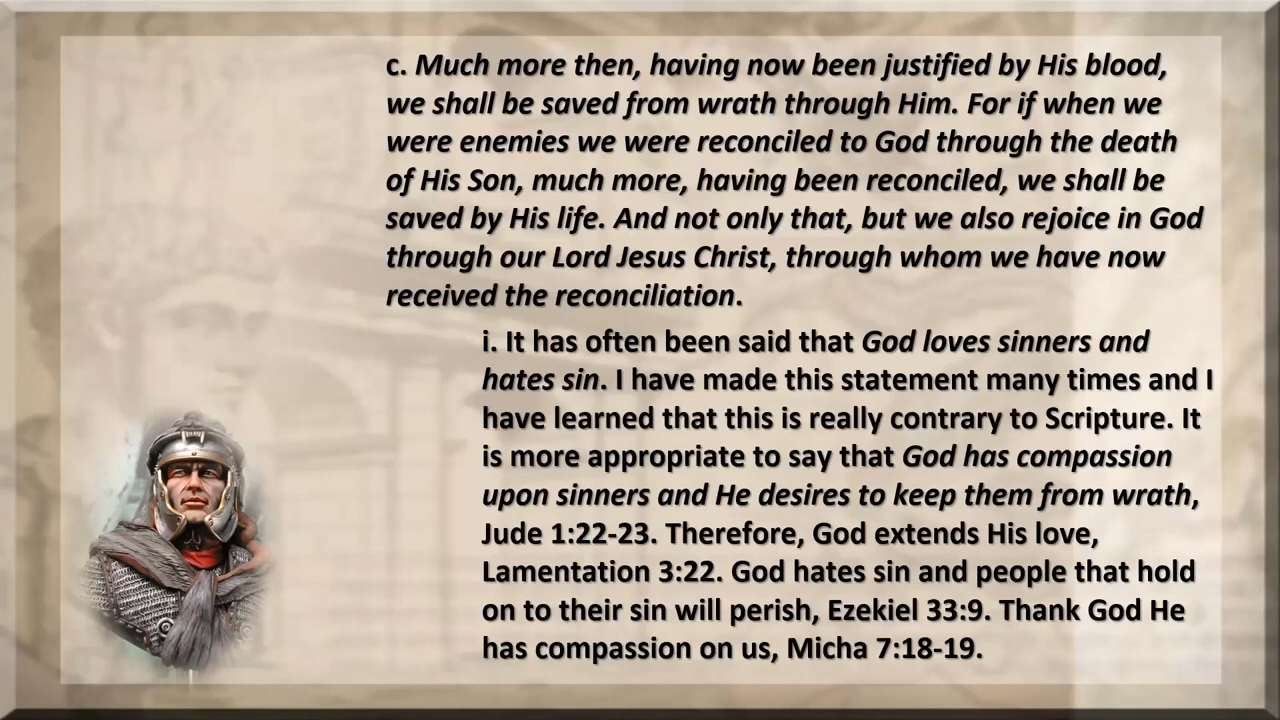 c. Much more then, having now been justified by His blood,
we shall be saved from wrath through Him. For if when we
were enemies we were reconciled to God through the death
of His Son, much more, having been reconciled, we shall be
saved by His life. And not only that, but we also rejoice in God
through our Lord Jesus Christ, through whom we have now
received the reconciliation.
i. It has often been said that God loves sinners and
hates sin. I have made this statement many times and I
have learned that this is really contrary to Scripture. It
is more appropriate to say that God has compassion
upon sinners and He desires to keep them from wrath,
Jude 1:22-23. Therefore, God extends His love,
Lamentation 3:22. God hates sin and people that hold
on to their sin will perish, Ezekiel 33:9. Thank God He
has compassion on us, Micha 7:18-19.